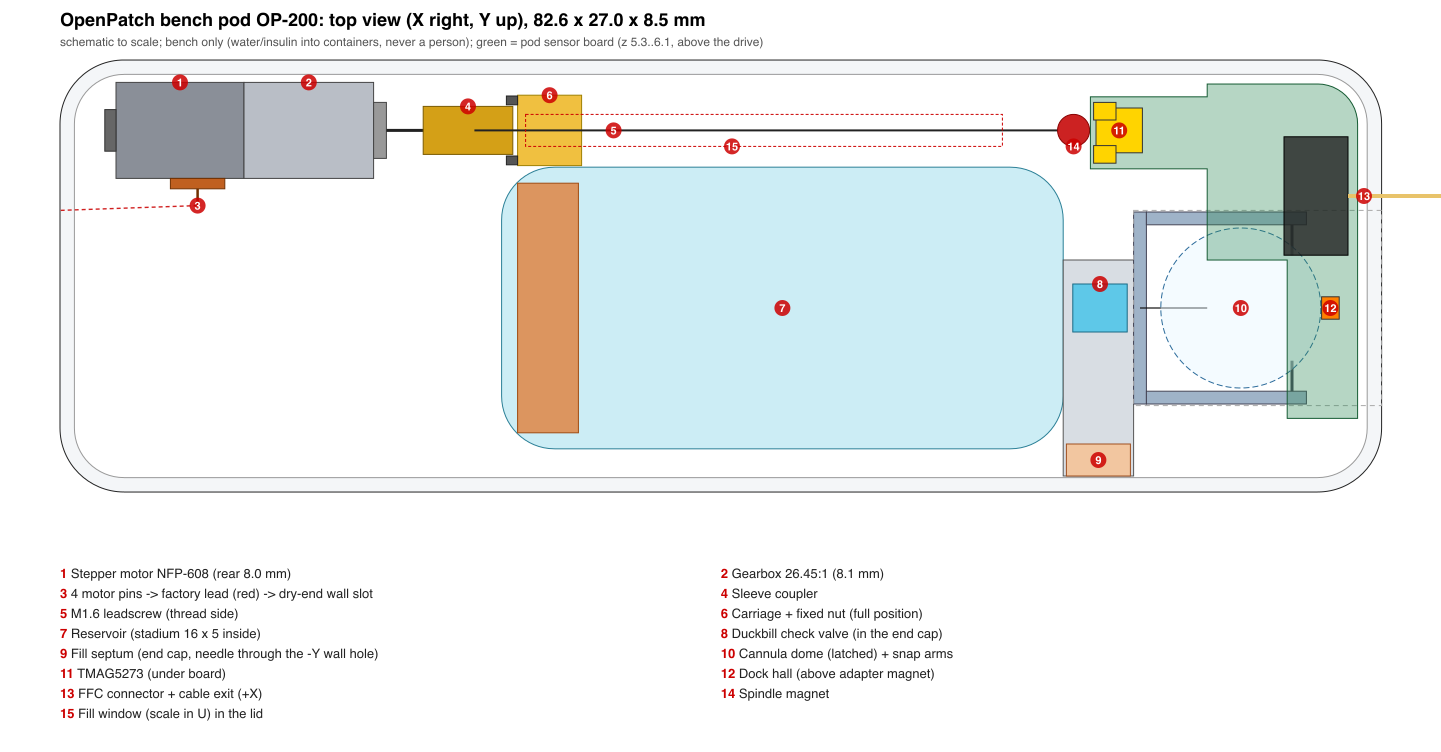 OpenPatch bench pod OP-200: top view (X right, Y up), 82.6 x 27.0 x 8.5 mm
schematic to scale; bench only (water/insulin into containers, never a person); green = pod sensor board (z 5.3..6.1, above the drive)
1
2
4
6
5
11
15
14
13
3
8
7
10
12
9
1 Stepper motor NFP-608 (rear 8.0 mm)
2 Gearbox 26.45:1 (8.1 mm)
3 4 motor pins -> factory lead (red) -> dry-end wall slot
4 Sleeve coupler
5 M1.6 leadscrew (thread side)
6 Carriage + fixed nut (full position)
7 Reservoir (stadium 16 x 5 inside)
8 Duckbill check valve (in the end cap)
9 Fill septum (end cap, needle through the -Y wall hole)
10 Cannula dome (latched) + snap arms
11 TMAG5273 (under board)
12 Dock hall (above adapter magnet)
13 FFC connector + cable exit (+X)
14 Spindle magnet
15 Fill window (scale in U) in the lid